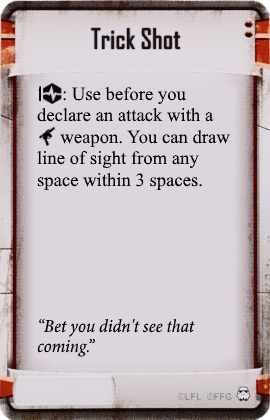 Trick Shot
: Use before you
declare an attack with a
weapon. You can draw
line of sight from any
space within 3 spaces.
“Bet you didn't see that
coming.”
©LFL ©FFG